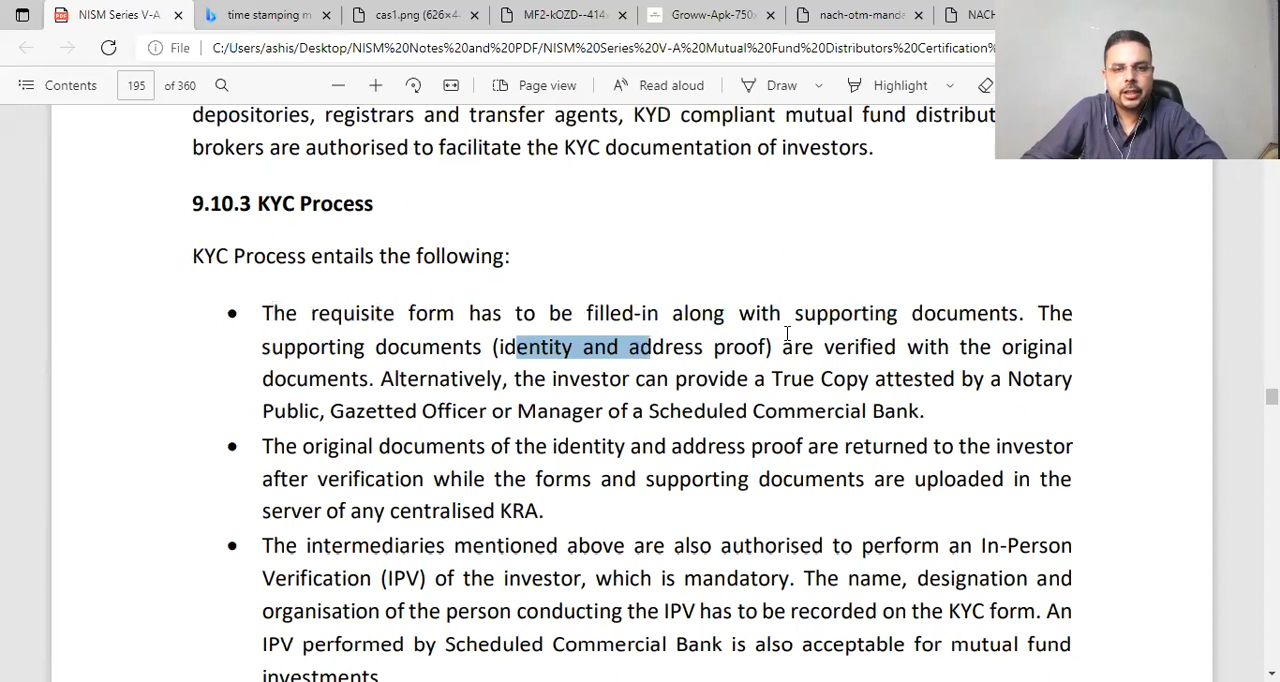 NISM Series V-A
time stamping m
cas1.png (626×4
MF2-kOZD--414
Groww-Apk-750
nach-otm-manda
NACH
File
C:/Users/ashis/Desktop/NISM%20Notes%20and%20PDF/NISM%20Series%20V-A%20Mutual%20Fund%20Distributors%20Certification%
Contents
195 of 360
Page view
Read aloud
Draw
Highlight
depositories, registrars and transfer agents, KYD compliant mutual fund distribut
brokers are authorised to facilitate the KYC documentation of investors.
9.10.3 KYC Process
KYC Process entails the following:
• The requisite form has to be filled-in along with supporting documents. The
supporting documents (identity and address proof) are verified with the original
documents. Alternatively, the investor can provide a True Copy attested by a Notary
Public, Gazetted Officer or Manager of a Scheduled Commercial Bank.
• The original documents of the identity and address proof are returned to the investor
after verification while the forms and supporting documents are uploaded in the
server of any centralised KRA.
• The intermediaries mentioned above are also authorised to perform an In-Person
Verification (IPV) of the investor, which is mandatory. The name, designation and
organisation of the person conducting the IPV has to be recorded on the KYC form. An
IPV performed by Scheduled Commercial Bank is also acceptable for mutual fund
investments.